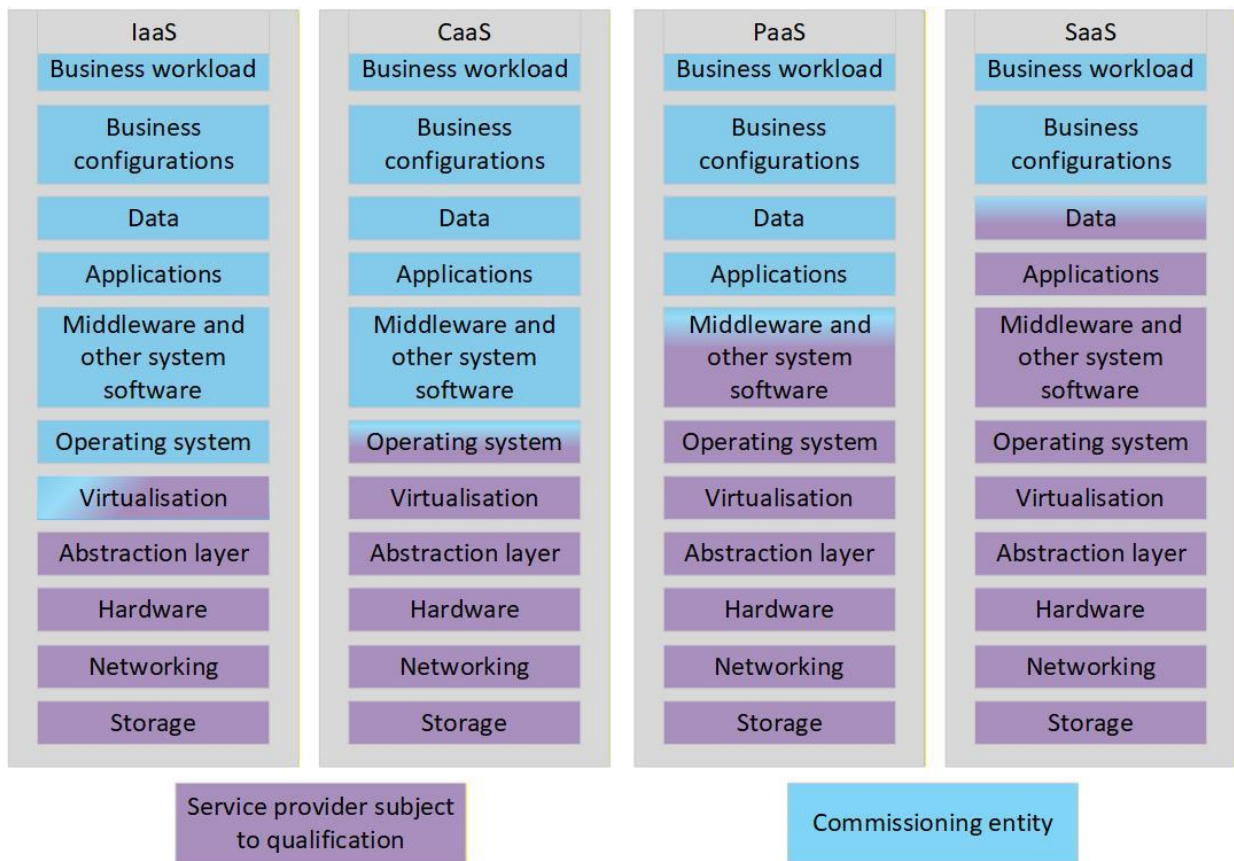 IaaS
Business workload
Business
configurations
Data
Applications
Middleware and
other system
software
Operating system
Virtualisation
Abstraction layer
Hardware
Networking
Storage
CaaS
Business workload
Business
configurations
Data
Applications
Middleware and
other system
software
Operating system
Virtualisation
Abstraction layer
Hardware
Networking
Storage
PaaS
Business workload
Business
configurations
Data
Applications
Middleware and
other system
software
Operating system
Virtualisation
Abstraction layer
Hardware
Networking
Storage
SaaS
Business workload
Business
configurations
Data
Applications
Middleware and
other system
software
Operating system
Virtualisation
Abstraction layer
Hardware
Networking
Storage
Service provider subject
to qualification
Commissioning entity